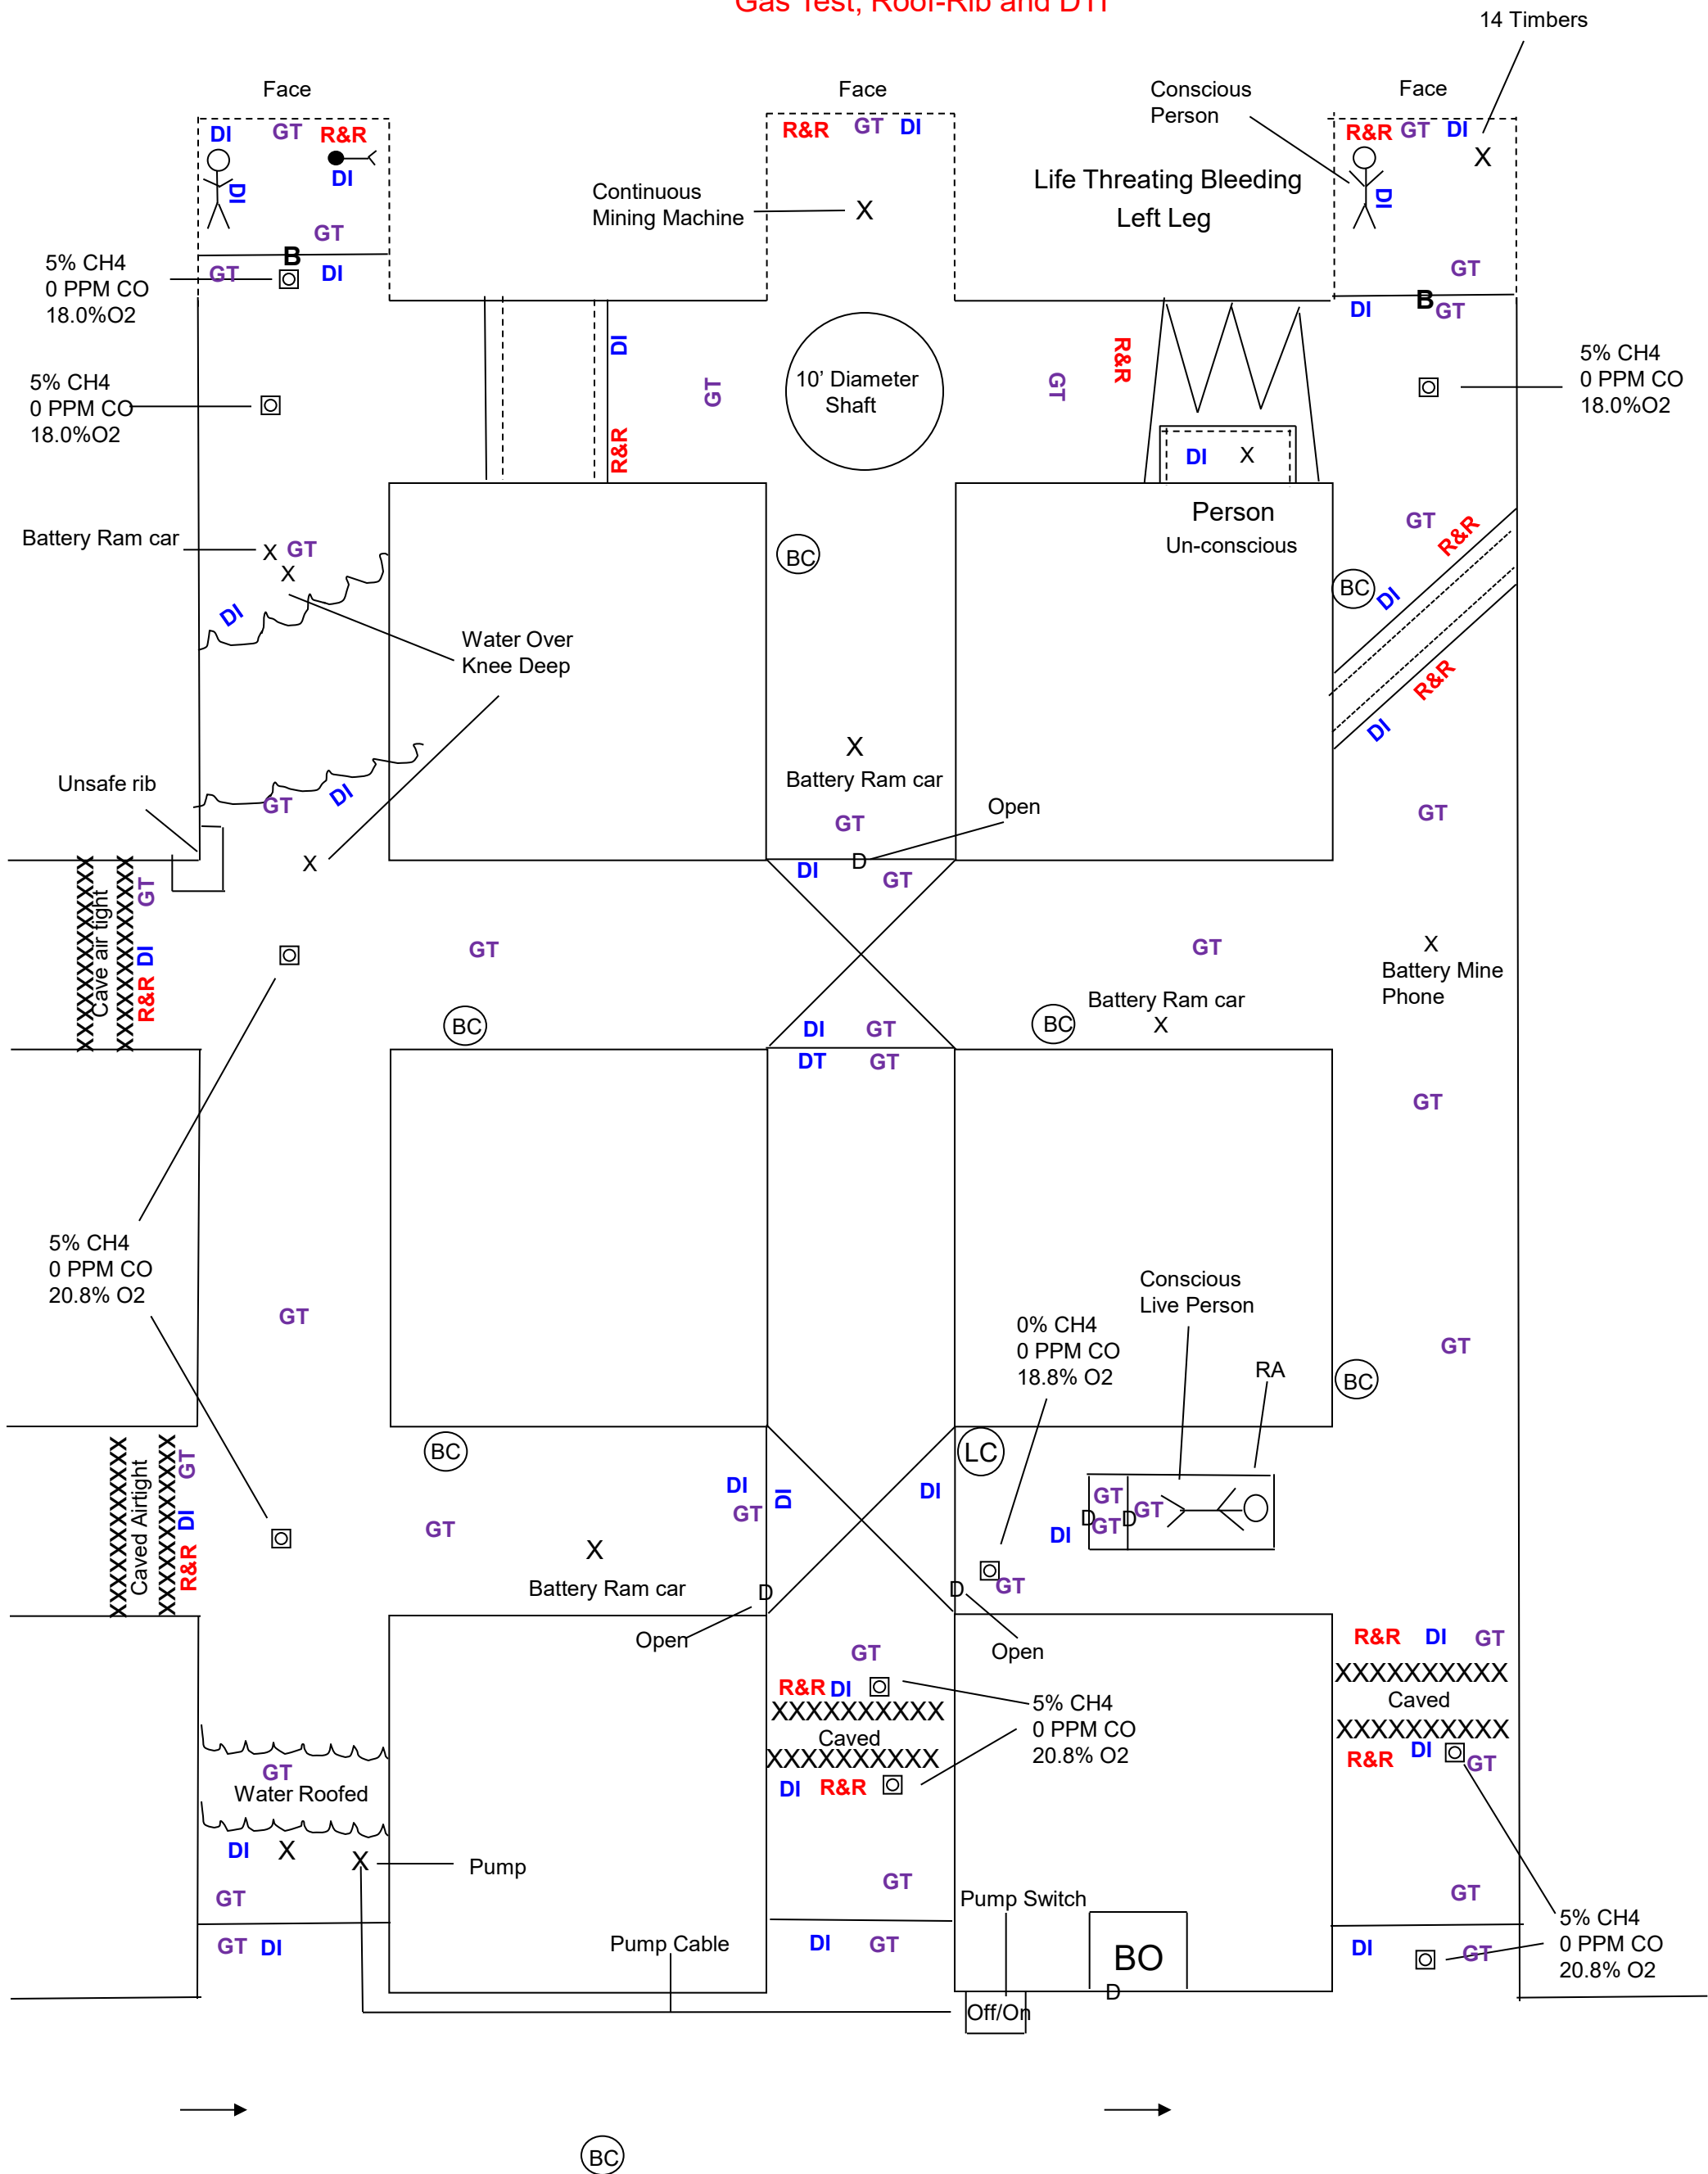 Gas Test, Roof-Rib and DTI
14 Timbers
Face
Face
Conscious
Person
Face
DI GT R&R
R&R GT DI
R&R GT DI
X
DI
DI
Continuous
Mining Machine
X
Life Threating Bleeding
Left Leg
DI
GT
B
GT DI
5% CH4
0 PPM CO
18.0%O2
GT
B
DI GT
5% CH4
0 PPM CO
18.0%O2
DI
R&R
GT
10' Diameter
Shaft
GT
R&R
DI X
5% CH4
0 PPM CO
18.0%O2
Battery Ram car
X GT
X
DI
BC
Person
Un-conscious
GT
R&R
BC
DI
Water Over
Knee Deep
R&R
DI
X
Battery Ram car
Unsafe rib
GT DI
GT
Open
GT
X
D
DI GT
Cave air tight
XXXXXXXXXXXXXX
XXXXXXXXXXXXXX
R&R DI GT
GT
GT
X
Battery Mine
Phone
BC
BC
Battery Ram car
X
DI GT
DT GT
GT
5% CH4
0 PPM CO
20.8% O2
GT
Conscious
Live Person
0% CH4
0 PPM CO
18.8% O2
GT
RA
BC
BC
LC
Caved Airtight
XXXXXXXXXXXXX
XXXXXXXXXXXXX
R&R DI GT
GT
DI
DI
GT
DI
GT
D D GT
GT
DI
X
Battery Ram car
D
D
GT
Open
Open
GT
R&R DI
XXXXXXXXXX
Caved
XXXXXXXXXX
DI R&R
5% CH4
0 PPM CO
20.8% O2
R&R DI GT
XXXXXXXXXX
Caved
XXXXXXXXXX
R&R DI GT
GT
Water Roofed
DI X
X
Pump
GT
GT
Pump Switch
GT
GT DI
Pump Cable
DI GT
BO
D
DI GT
5% CH4
0 PPM CO
20.8% O2
Off/On
BC